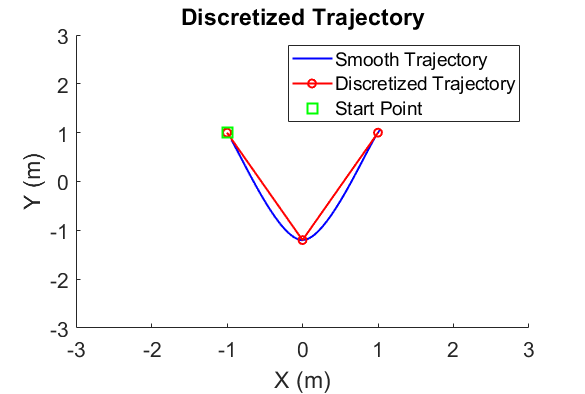 Discretized Trajectory
Smooth Trajectory
Discretized Trajectory
Start Point
3
2
1
0
-1
-2
-3
Y (m)
-3
-2
-1
0
1
2
3
X (m)